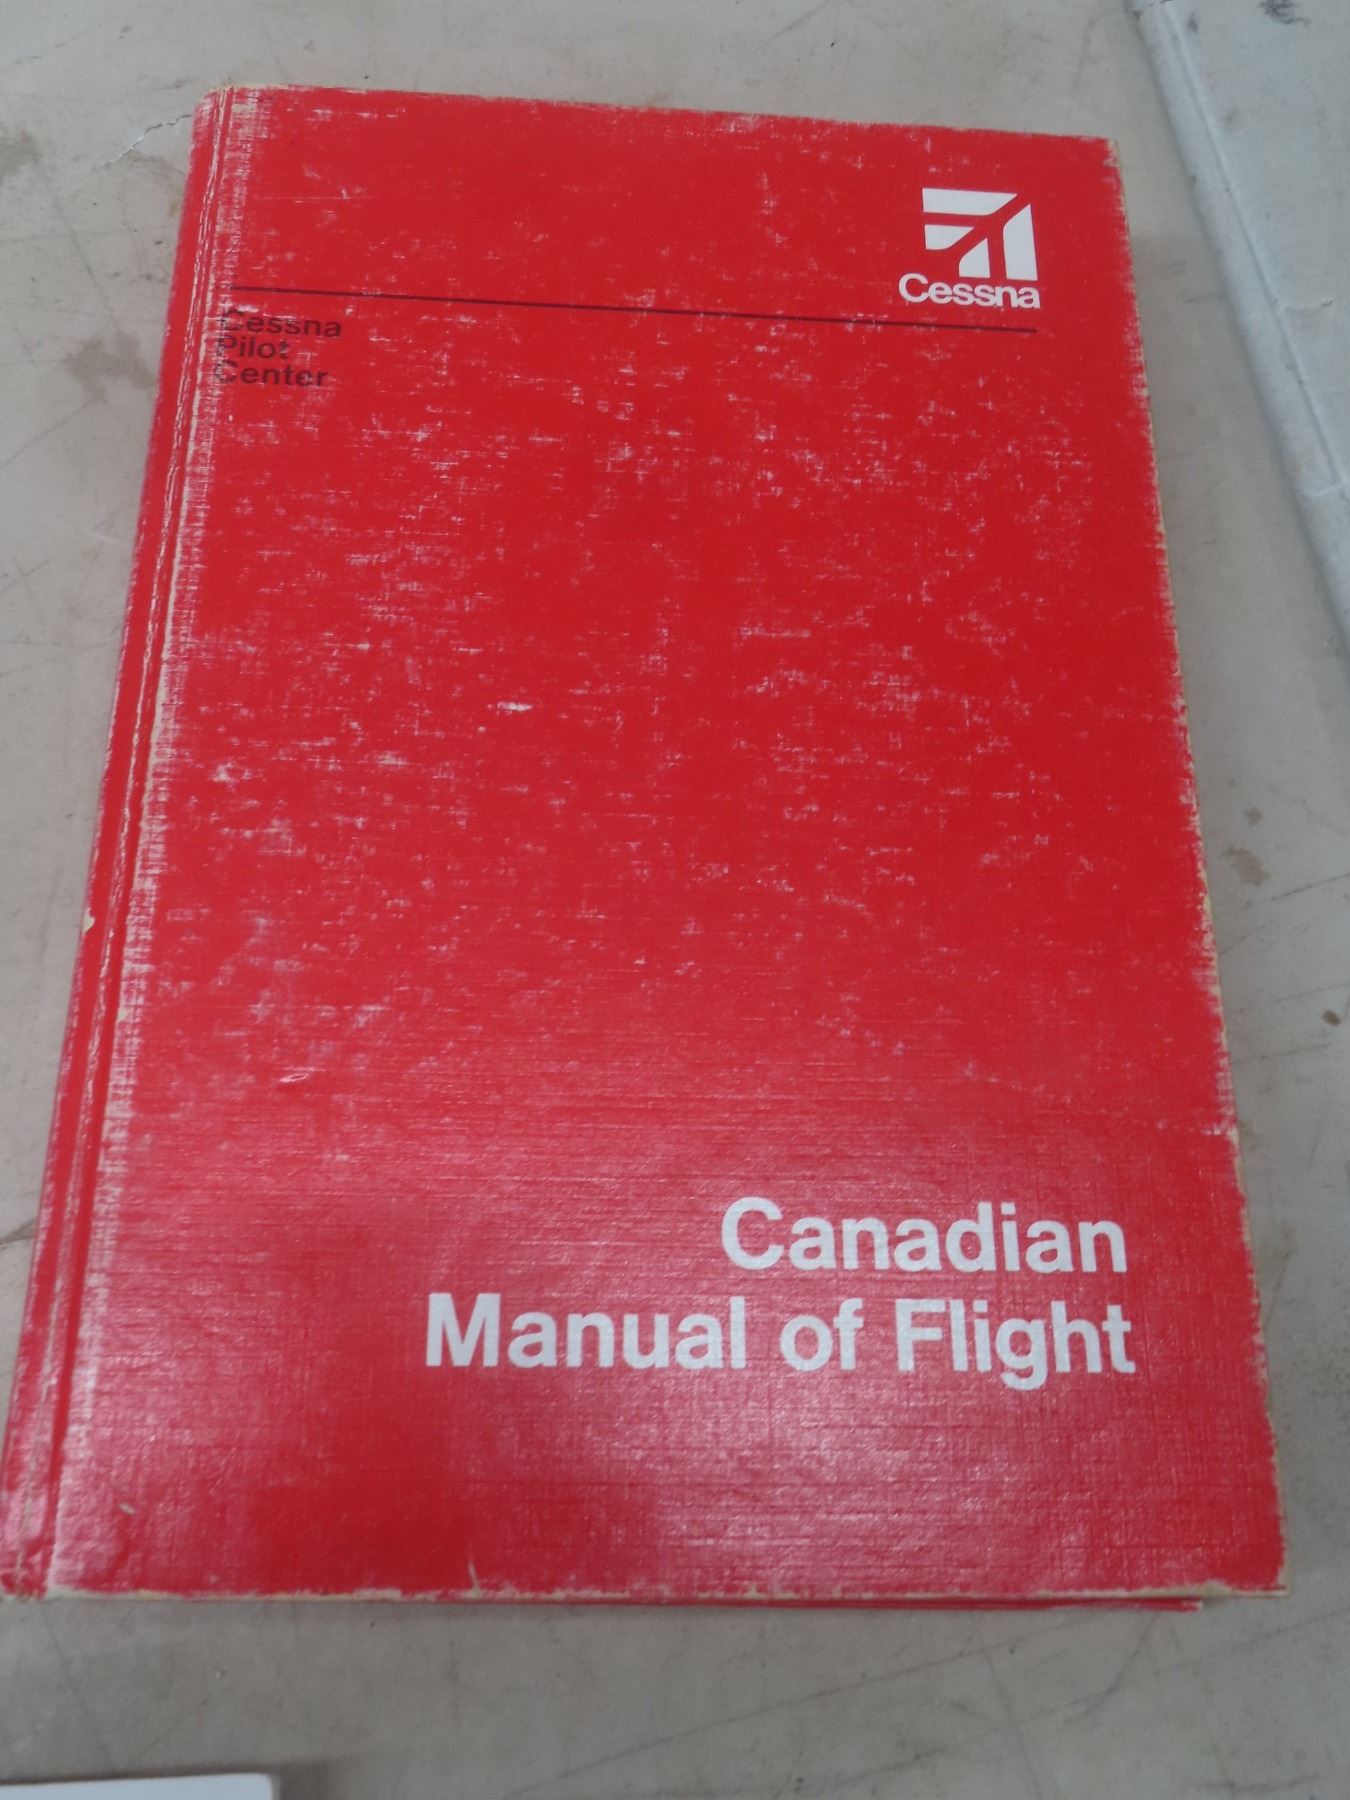 Cessna
Cessna
Pilot
Center
Canadian
Manual of Flight